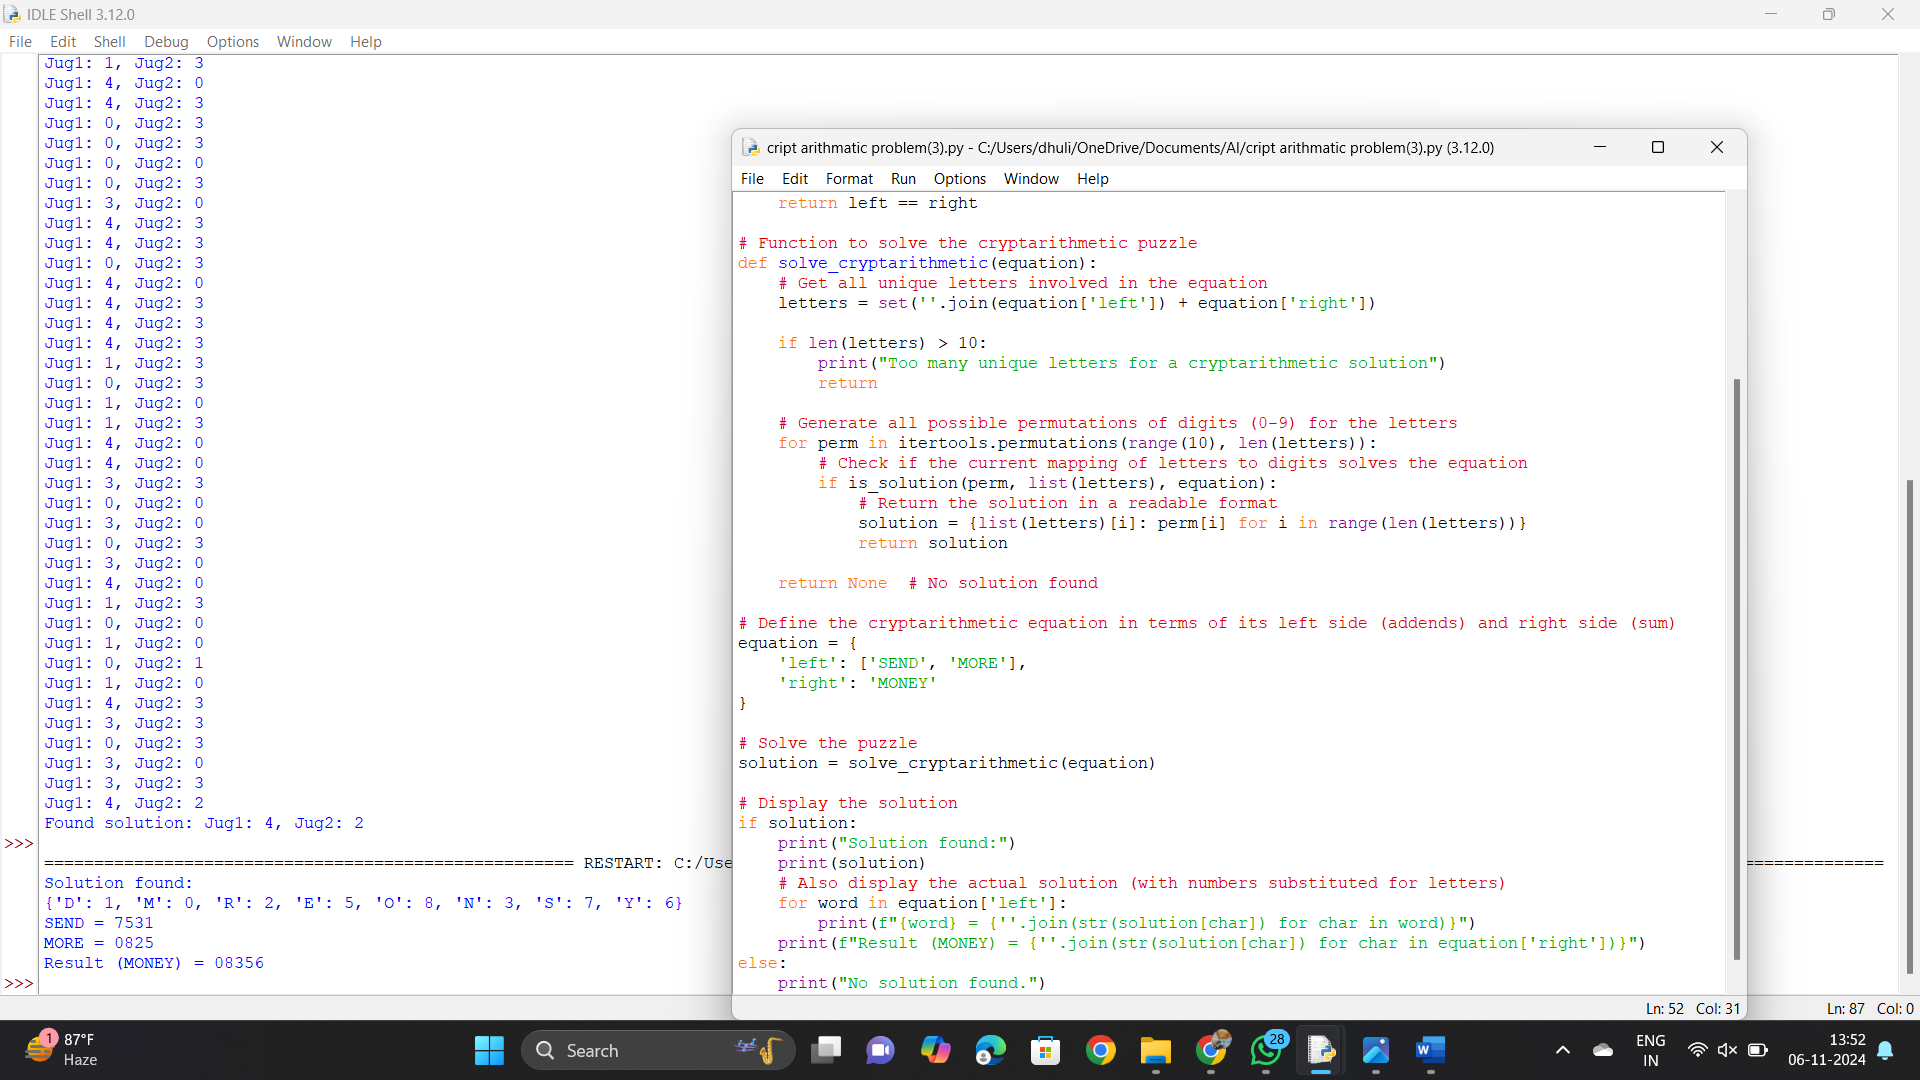 IDLE Shell 3.12.0
File Edit Shell Debug Options Window Help
Jug1: 1, Jug2: 3
Jug1: 4, Jug2: 0
Jug1: 4, Jug2: 3
Jug1: 0, Jug2: 3
Jug1: 0, Jug2: 3
Jug1: 0, Jug2: 0
Jug1: 0, Jug2: 3
Jug1: 3, Jug2: 0
Jug1: 4, Jug2: 3
Jug1: 4, Jug2: 3
Jug1: 0, Jug2: 3
Jug1: 4, Jug2: 0
Jug1: 4, Jug2: 3
Jug1: 4, Jug2: 3
Jug1: 4, Jug2: 3
Jug1: 1, Jug2: 3
Jug1: 0, Jug2: 3
Jug1: 1, Jug2: 0
Jug1: 1, Jug2: 3
Jug1: 4, Jug2: 0
Jug1: 4, Jug2: 0
Jug1: 3, Jug2: 3
Jug1: 0, Jug2: 0
Jug1: 3, Jug2: 0
Jug1: 0, Jug2: 3
Jug1: 3, Jug2: 0
Jug1: 4, Jug2: 0
Jug1: 1, Jug2: 3
Jug1: 0, Jug2: 0
Jug1: 1, Jug2: 0
Jug1: 0, Jug2: 1
Jug1: 1, Jug2: 0
Jug1: 4, Jug2: 3
Jug1: 3, Jug2: 3
Jug1: 0, Jug2: 3
Jug1: 3, Jug2: 0
Jug1: 3, Jug2: 3
Jug1: 4, Jug2: 2
Found solution: Jug1: 4, Jug2: 2
>>>
===================================================== RESTART: C:/Use ==============
Solution found:
{'D': 1, 'M': 0, 'R': 2, 'E': 5, 'O': 8, 'N': 3, 'S': 7, 'Y': 6}
SEND = 7531
MORE = 0825
Result (MONEY) = 08356
>>>
Ln: 87 Col: 0
cript arithmatic problem(3).py - C:/Users/dhuli/OneDrive/Documents/AI/cript arithmatic problem(3).py (3.12.0)
File Edit Format Run Options Window Help
return left == right
# Function to solve the cryptarithmetic puzzle
def solve_cryptarithmetic(equation):
# Get all unique letters involved in the equation
letters = set(''.join(equation['left']) + equation['right'])
if len(letters) > 10:
print("Too many unique letters for a cryptarithmetic solution")
return
# Generate all possible permutations of digits (0-9) for the letters
for perm in itertools.permutations(range(10), len(letters)):
# Check if the current mapping of letters to digits solves the equation
if is_solution(perm, list(letters), equation):
# Return the solution in a readable format
solution = {list(letters)[i]: perm[i] for i in range(len(letters))}
return solution
return None # No solution found
# Define the cryptarithmetic equation in terms of its left side (addends) and right side (sum)
equation = {
'left': ['SEND', 'MORE'],
'right': 'MONEY'
}
# Solve the puzzle
solution = solve_cryptarithmetic(equation)
# Display the solution
if solution:
print("Solution found:")
print(solution)
# Also display the actual solution (with numbers substituted for letters)
for word in equation['left']:
print(f"{word} = {''.join(str(solution[char]) for char in word)}")
print(f"Result (MONEY) = {''.join(str(solution[char]) for char in equation['right'])}")
else:
print("No solution found.")
Ln: 52 Col: 31
1
87°F
Haze
Search
28
W
ENG
IN
13:52
06-11-2024